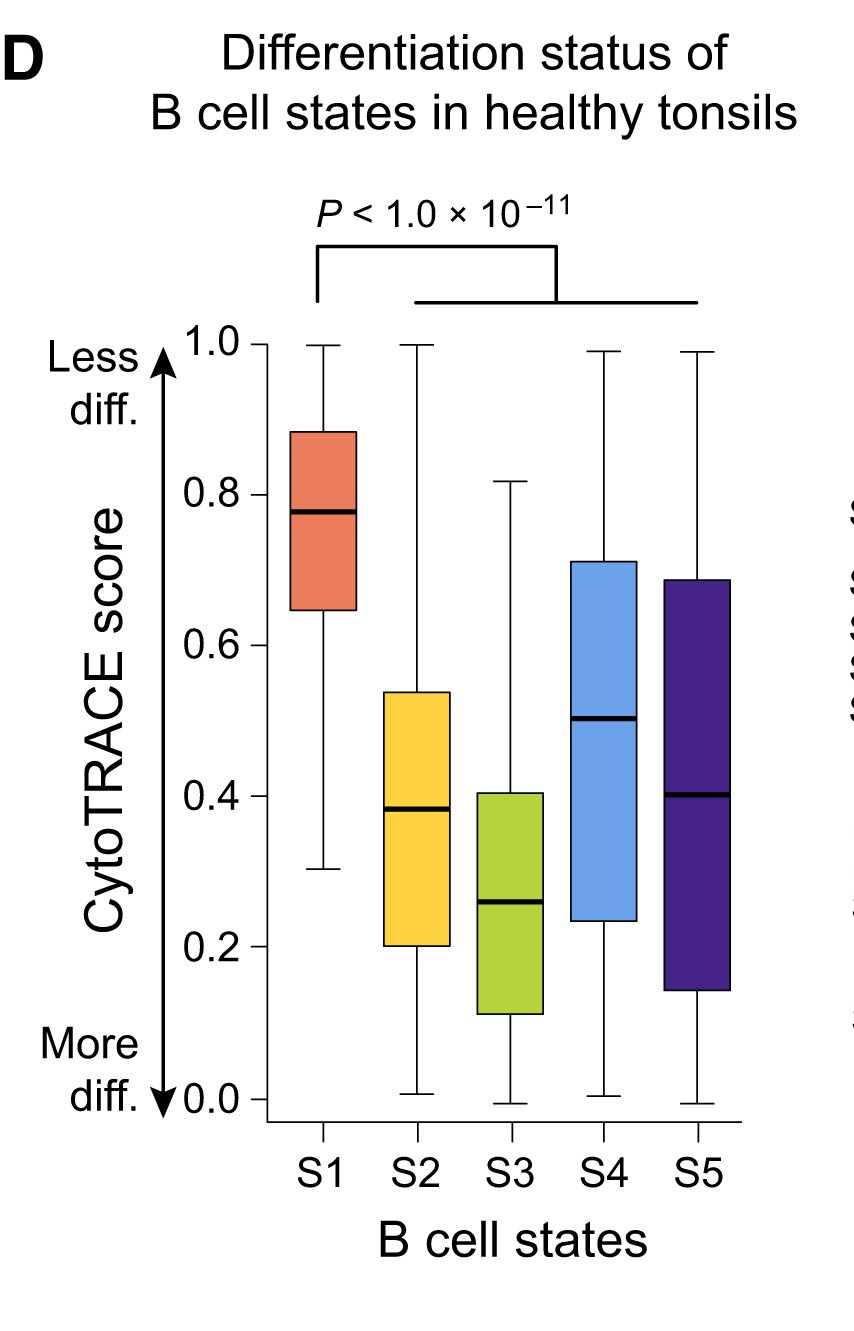 D
Differentiation status of
B cell states in healthy tonsils
P < 1.0 × 10⁻¹¹
Less
diff.
CytoTRACE score
More
diff.
1.0
0.8
0.6
0.4
0.2
0.0
S1 S2 S3 S4 S5
B cell states